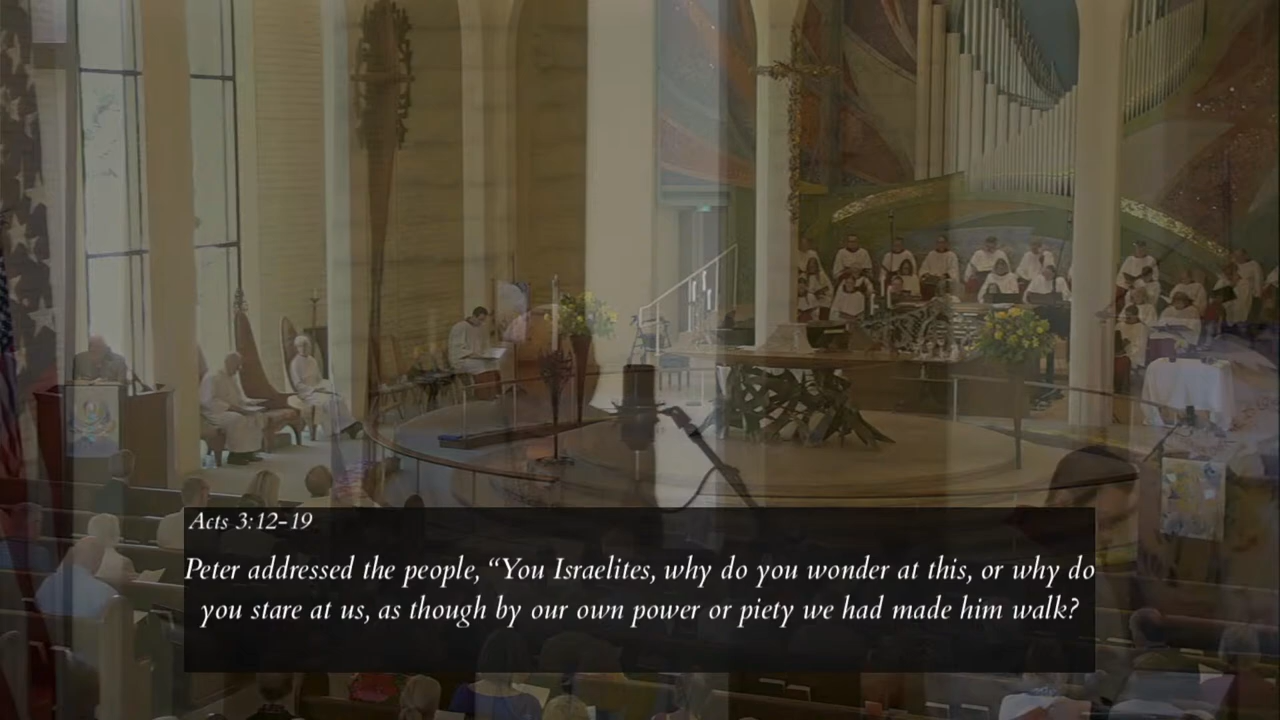 Acts 3:12-19
Peter addressed the people, “You Israelites, why do you wonder at this, or why do
you stare at us, as though by our own power or piety we had made him walk?